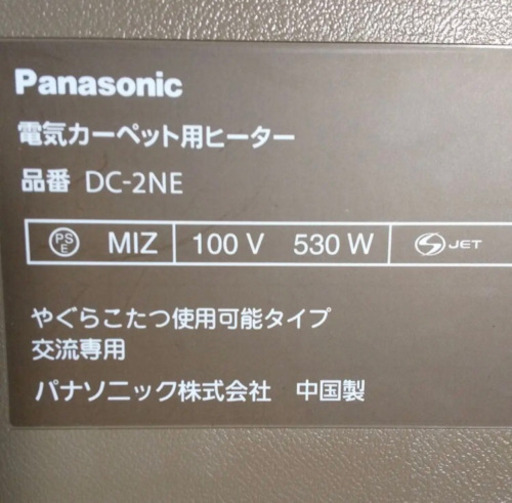 Panasonic
電気カーペット用ヒーター
品番 DC-2NE
PSE MIZ 100 V 530 W S JET
やぐらこたつ使用可能タイプ
交流専用
パナソニック株式会社 中国製